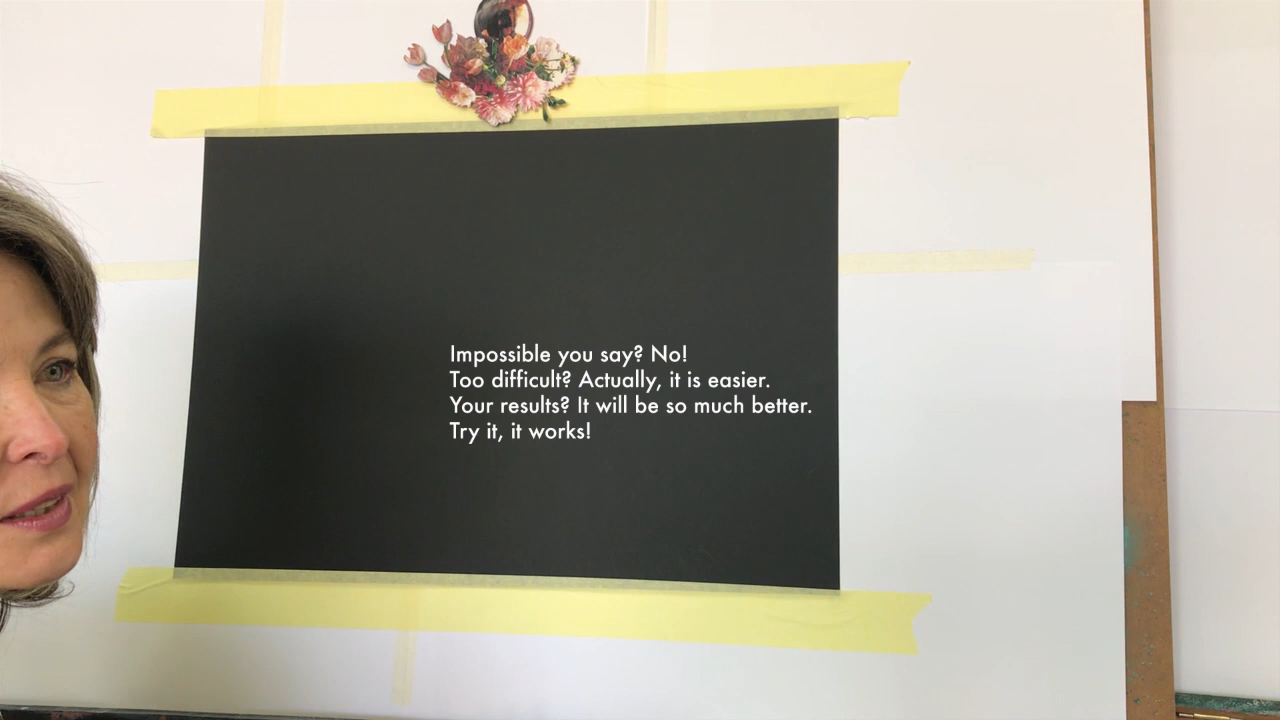 Impossible you say? No!
Too difficult? Actually, it is easier.
Your results? It will be so much better.
Try it, it works!